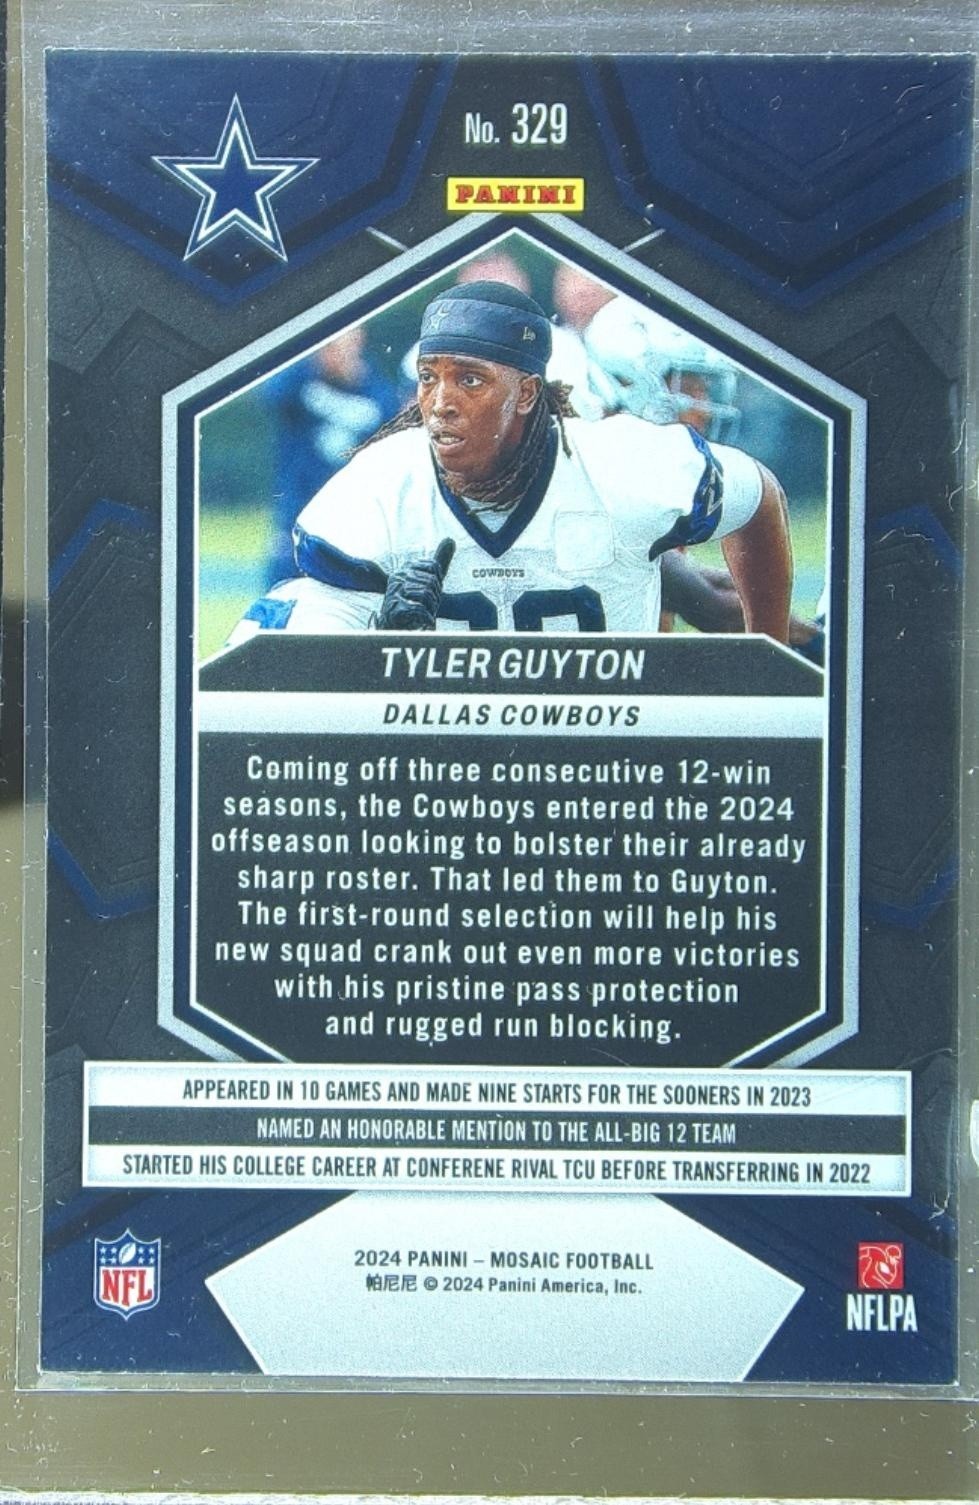 No. 329
PANINI
COWBOYS
TYLER GUYTON
DALLAS COWBOYS
Coming off three consecutive 12-win
seasons, the Cowboys entered the 2024
offseason looking to bolster their already
sharp roster. That led them to Guyton.
The first-round selection will help his
new squad crank out even more victories
with his pristine pass protection
and rugged run blocking.
APPEARED IN 10 GAMES AND MADE NINE STARTS FOR THE SOONERS IN 2023
NAMED AN HONORABLE MENTION TO THE ALL-BIG 12 TEAM
STARTED HIS COLLEGE CAREER AT CONFERENE RIVAL TCU BEFORE TRANSFERRING IN 2022
2024 PANINI – MOSAIC FOOTBALL
帕尼尼 © 2024 Panini America, Inc.
NFL
NFLPA